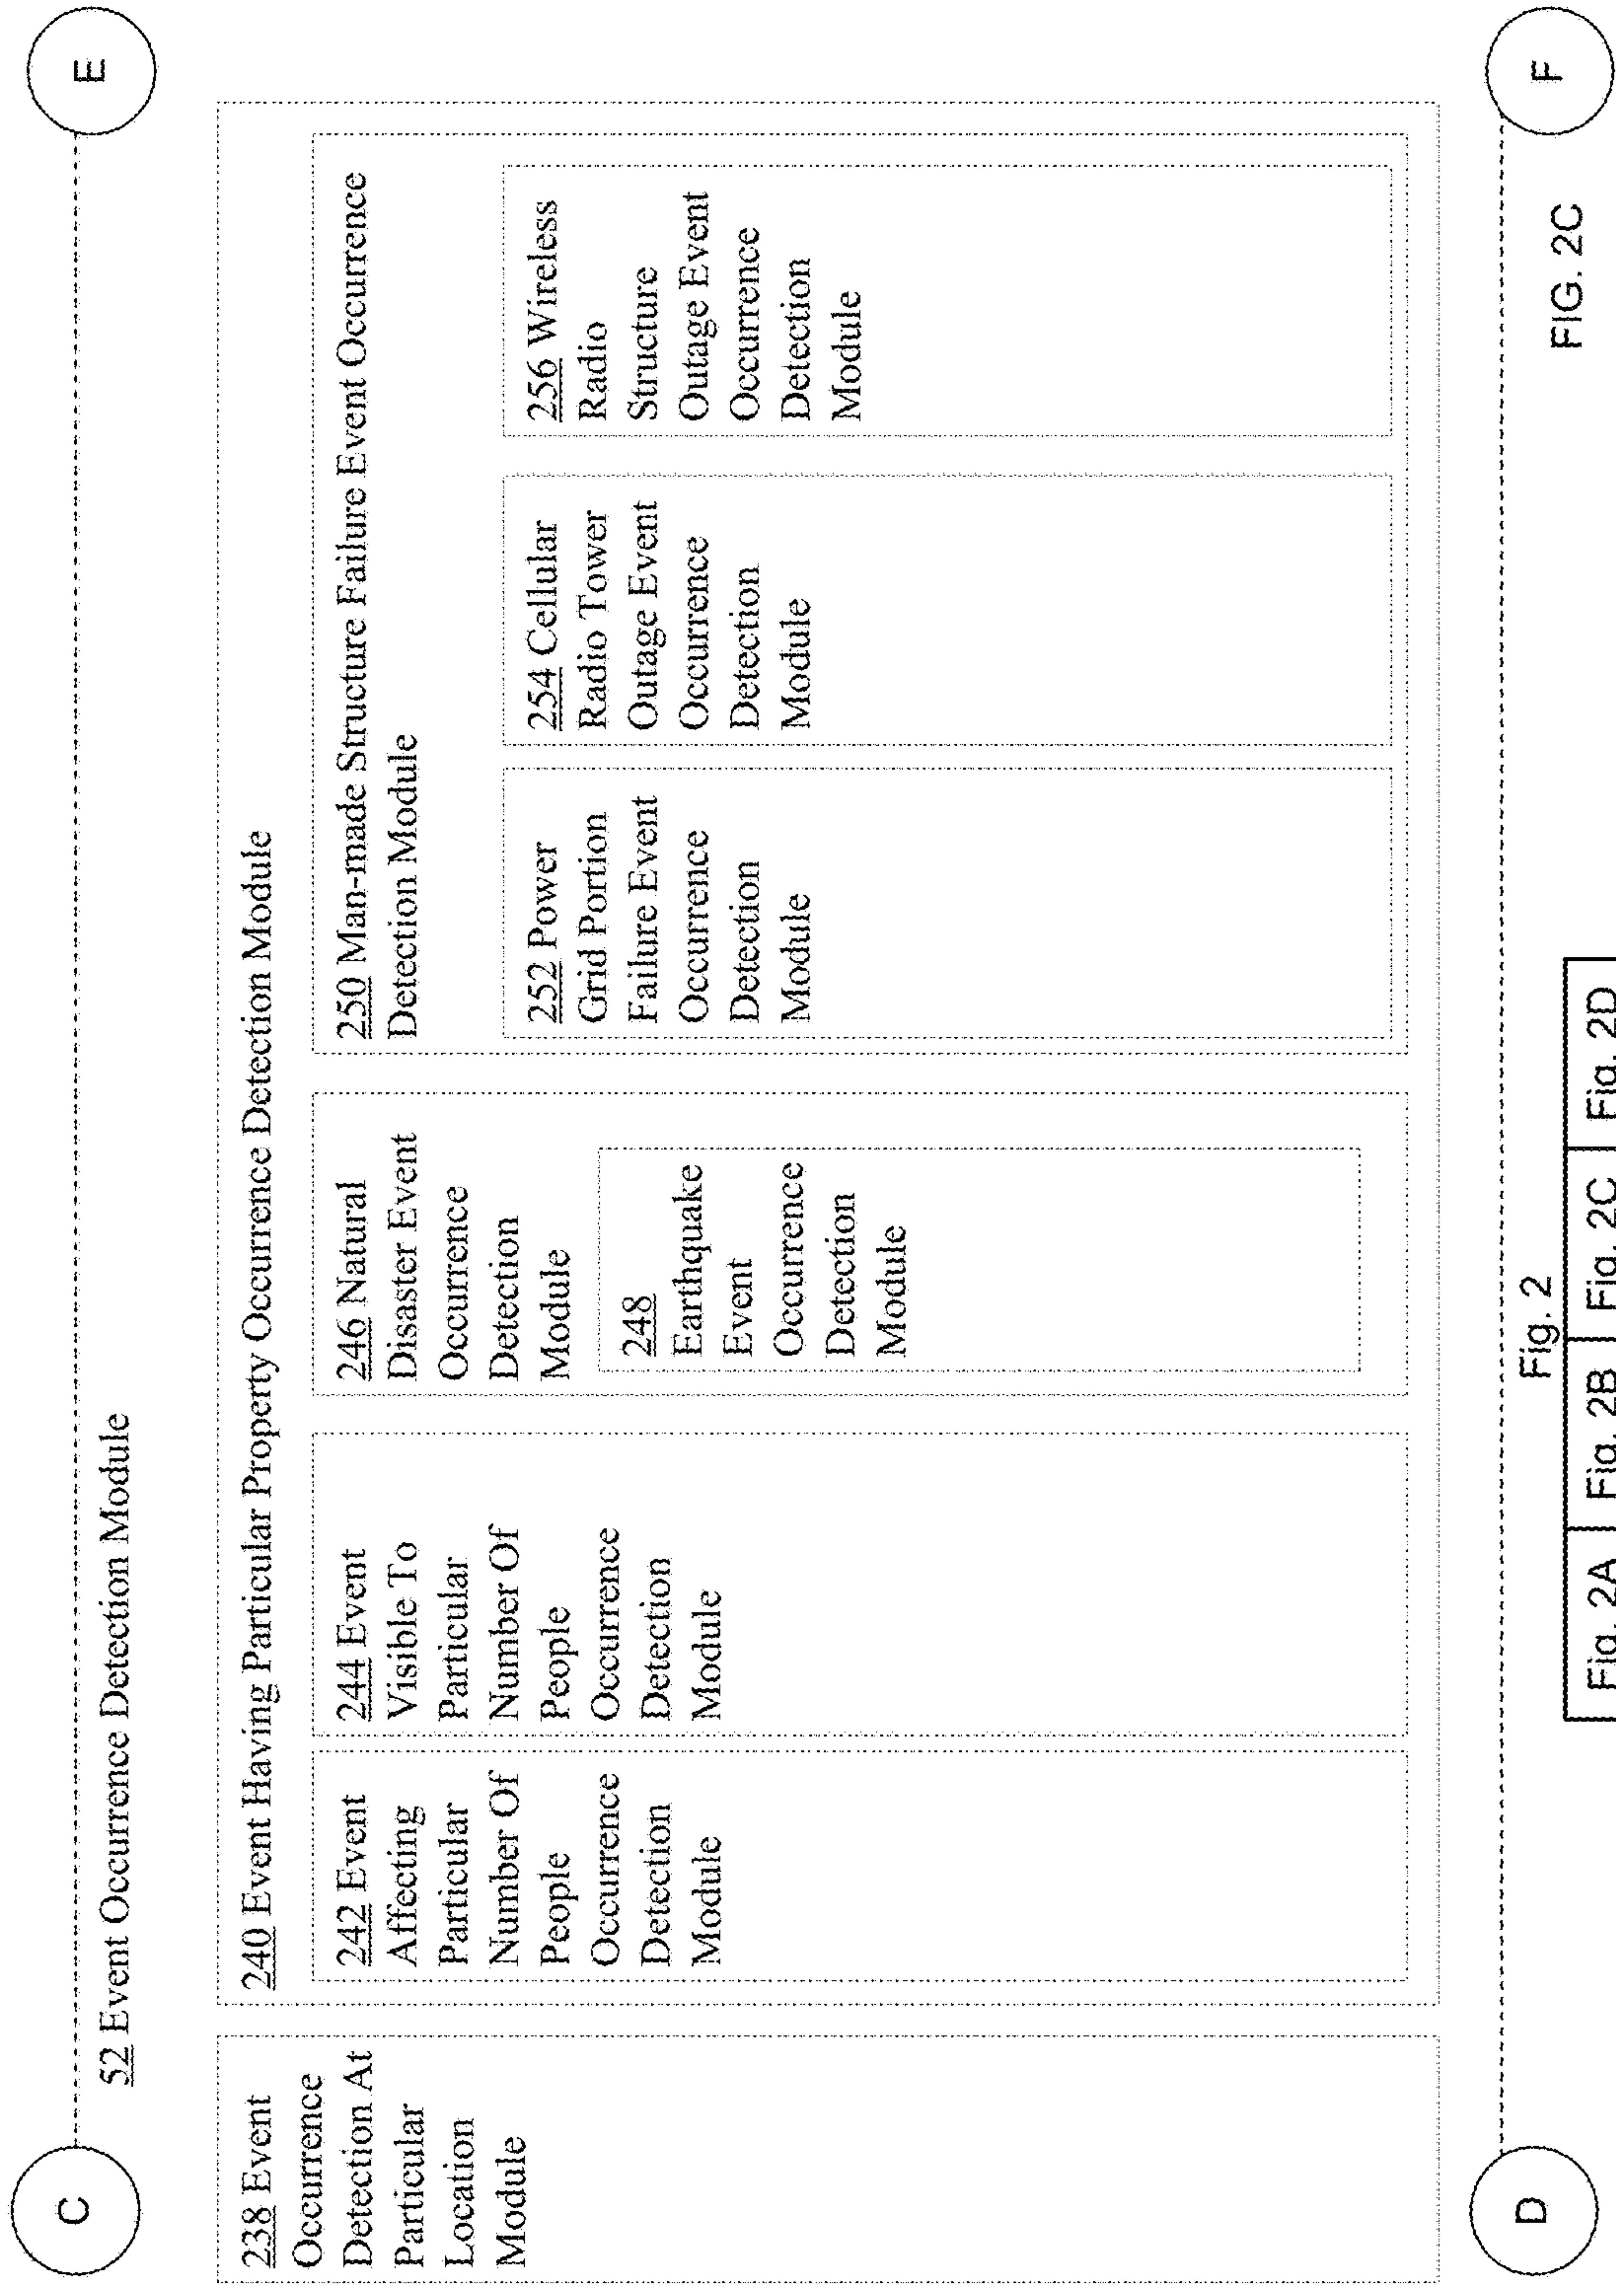 C
E
52 Event Occurrence Detection Module
238 Event
Occurrence
Detection At
Particular
Location
Module
240 Event Having Particular Property Occurrence Detection Module
242 Event
Affecting
Particular
Number Of
People
Occurrence
Detection
Module
244 Event
Visible To
Particular
Number Of
People
Occurrence
Detection
Module
246 Natural
Disaster Event
Occurrence
Detection
Module
248
Earthquake
Event
Occurrence
Detection
Module
250 Man-made Structure Failure Event Occurrence
Detection Module
252 Power
Grid Portion
Failure Event
Occurrence
Detection
Module
254 Cellular
Radio Tower
Outage Event
Occurrence
Detection
Module
256 Wireless
Radio
Structure
Outage Event
Occurrence
Detection
Module
D
F
Fig. 2
Fig. 2A Fig. 2B Fig. 2C Fig. 2D
FIG. 2C